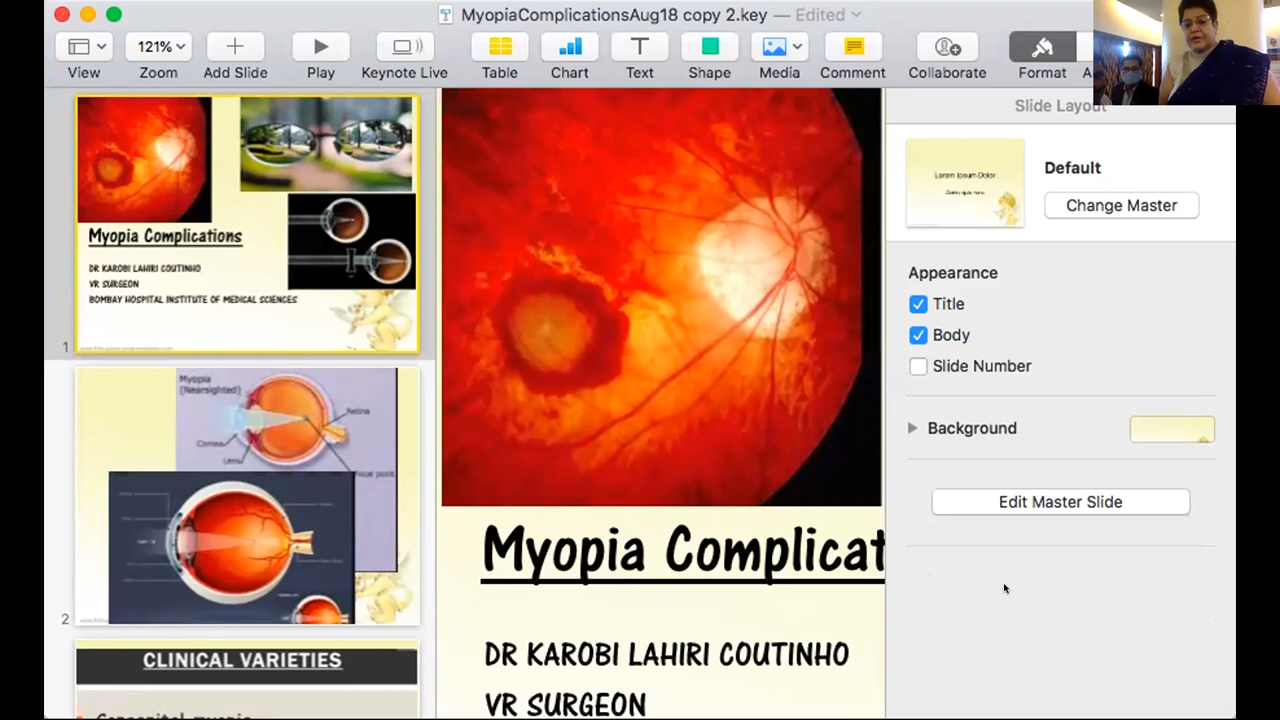 MyopiaComplicationsAug18 copy 2.key — Edited
121%
View
Zoom
Add Slide
Play
Keynote Live
Table
Chart
Text
Shape
Media
Comment
Collaborate
Format
Slide Layout
Myopia Complications
DR KAROBI LAHIRI COUTINHO
VR SURGEON
BOMBAY HOSPITAL INSTITUTE OF MEDICAL SCIENCES
1
Myopia
(Nearsighted)
Retina
Cornea
Lens
Focal point
2
CLINICAL VARIETIES
Congenital myopia
Myopia Complicat
DR KAROBI LAHIRI COUTINHO
VR SURGEON
Lorem Ipsum Dolor
Default
Change Master
Appearance
Title
Body
Slide Number
Background
Edit Master Slide